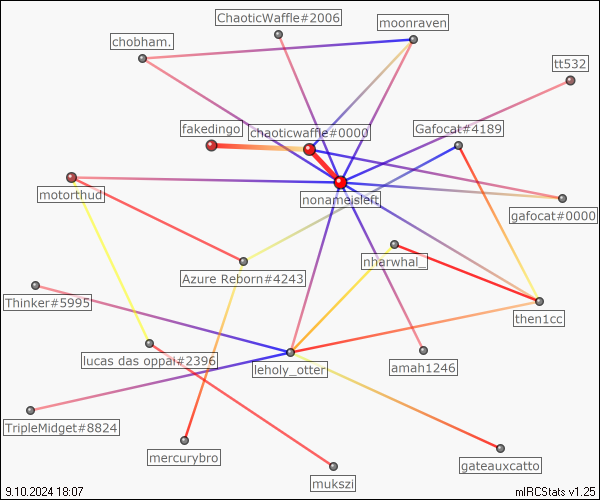 ChaoticWaffle#2006
moonraven
chobham.
tt532
fakedingo
chaoticwaffle#0000
Gafocat#4189
motorthud
nonameisleft
gafocat#0000
nharwhal_
Azure Reborn#4243
Thinker#5995
then1cc
lucas das oppai#2396
leholy_otter
amah1246
TripleMidget#8824
mercurybro
gateauxcatto
mukszi
9.10.2024 18:07
mIRCStats v1.25